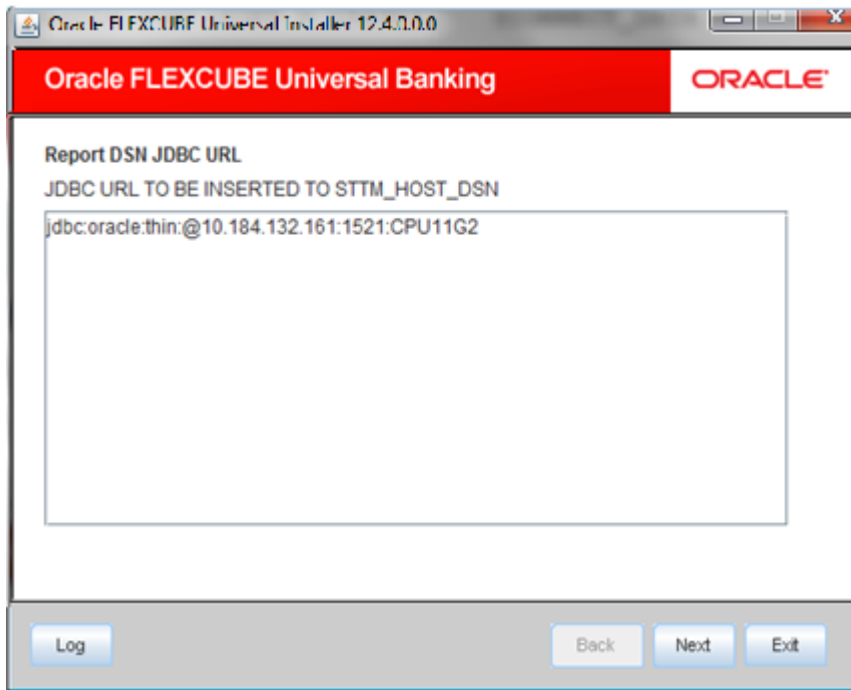 Oracle FLEXCUBE Universal Installer 12.4.0.0.0
Oracle FLEXCUBE Universal Banking
ORACLE
Report DSN JDBC URL
JDBC URL TO BE INSERTED TO STTM_HOST_DSN
jdbc:oracle:thin:@10.184.132.161:1521:CPU11G2
Log
Back
Next
Exit